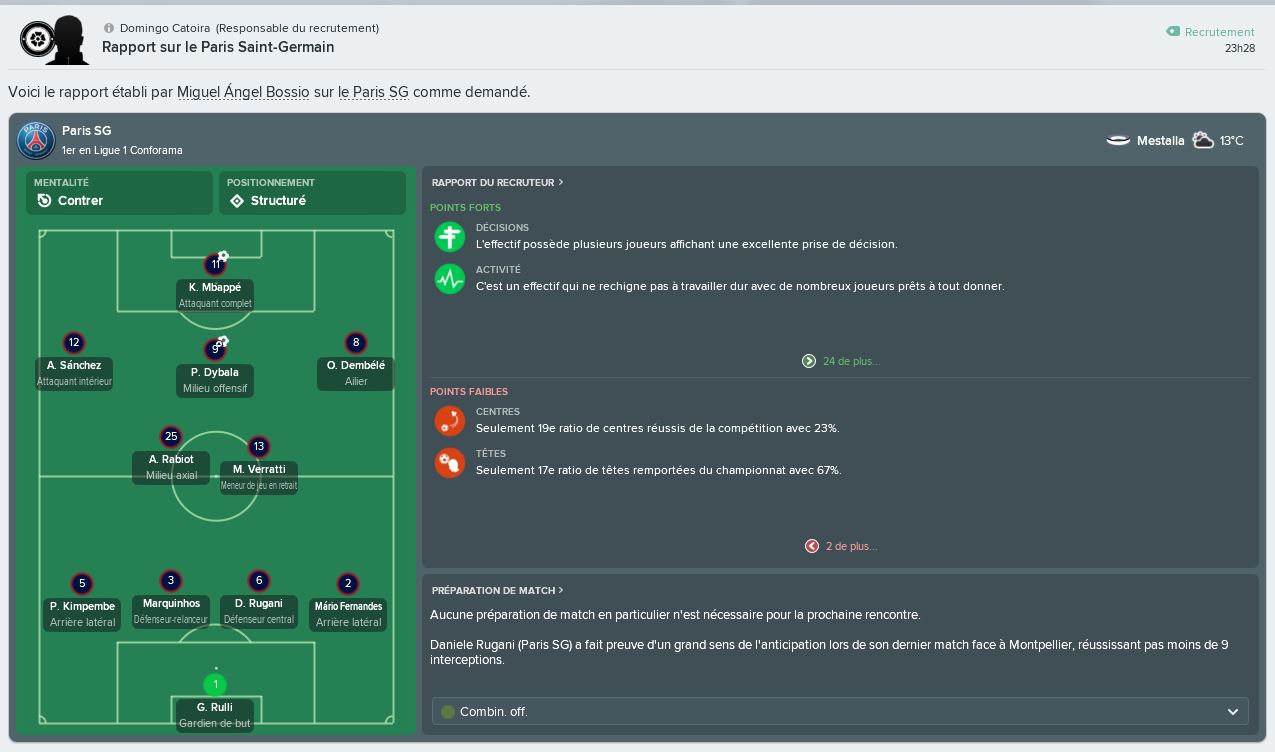 Domingo Catoira (Responsable du recrutement)
Rapport sur le Paris Saint-Germain
Recrutement
23h28
Voici le rapport établi par Miguel Ángel Bossio sur le Paris SG comme demandé.
PARIS
Paris SG
1er en Ligue 1 Conforama
Mestalla 13°C
MENTALITÉ
Contrer
POSITIONNEMENT
Structuré
11
K. Mbappé
Attaquant complet
12
A. Sánchez
Attaquant intérieur
9
P. Dybala
Milieu offensif
8
O. Dembélé
Ailier
25
A. Rabiot
Milieu axial
13
M. Verratti
Meneur de jeu en retrait
5
P. Kimpembe
Arrière latéral
3
Marquinhos
Défenseur-relanceur
6
D. Rugani
Défenseur central
2
Mário Fernandes
Arrière latéral
1
G. Rulli
Gardien de but
RAPPORT DU RECRUTEUR >
POINTS FORTS
DÉCISIONS
L'effectif possède plusieurs joueurs affichant une excellente prise de décision.
ACTIVITÉ
C'est un effectif qui ne rechigne pas à travailler dur avec de nombreux joueurs prêts à tout donner.
24 de plus...
POINTS FAIBLES
CENTRES
Seulement 19e ratio de centres réussis de la compétition avec 23%.
TÊTES
Seulement 17e ratio de têtes remportées du championnat avec 67%.
2 de plus...
PRÉPARATION DE MATCH >
Aucune préparation de match en particulier n'est nécessaire pour la prochaine rencontre.
Daniele Rugani (Paris SG) a fait preuve d'un grand sens de l'anticipation lors de son dernier match face à Montpellier, réussissant pas moins de 9
interceptions.
Combin. off.